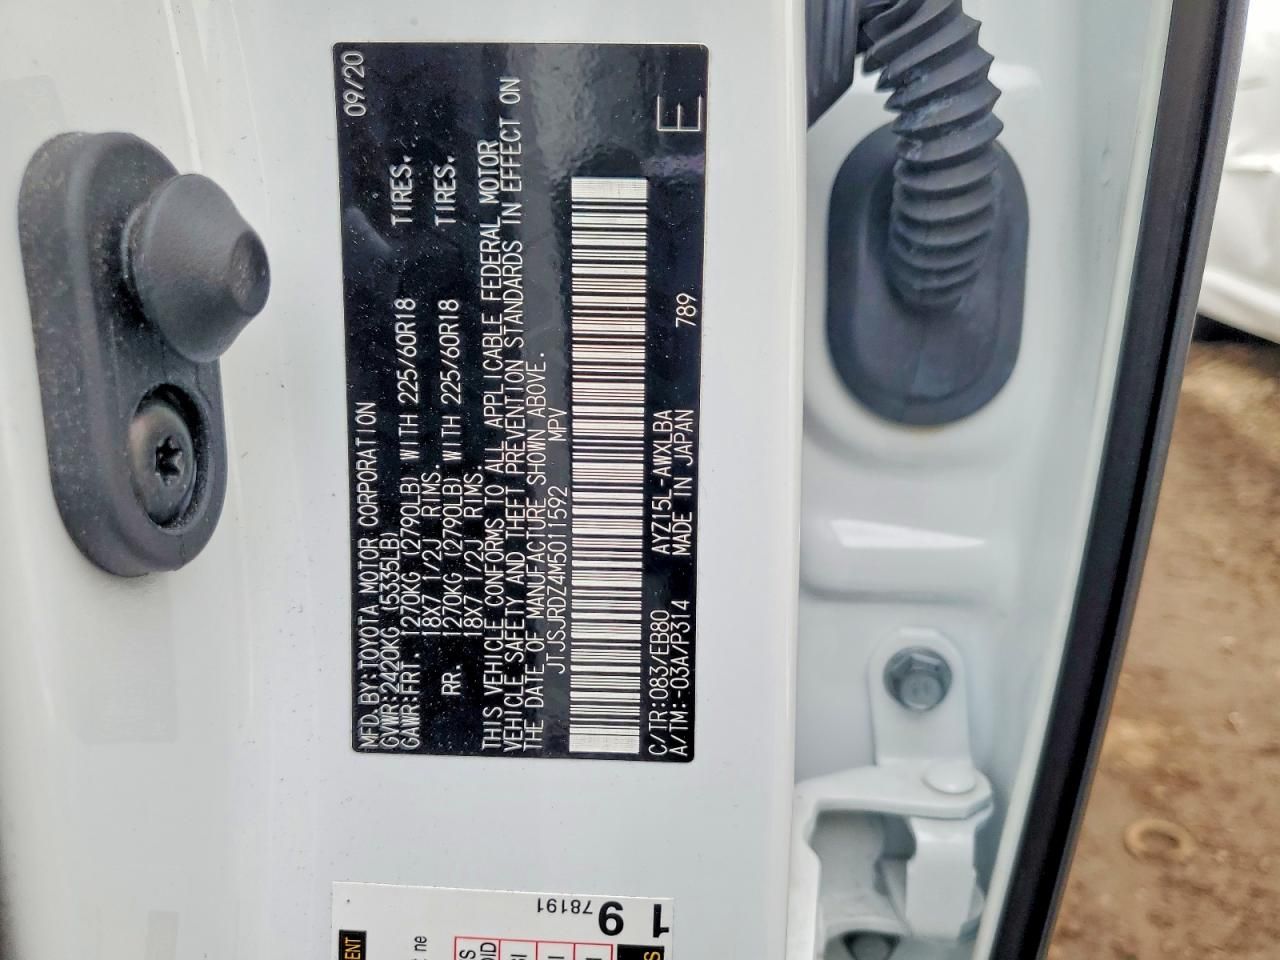 MFD. BY:TOYOTA MOTOR CORPORATION 09/20
GVWR:2420KG (5335LB)
GAWR:FRT. 1270KG (2790LB) WITH 225/60R18 TIRES.
18X7 1/2J RIMS.
RR. 1270KG (2790LB) WITH 225/60R18 TIRES.
18X7 1/2J RIMS.
THIS VEHICLE CONFORMS TO ALL APPLICABLE FEDERAL MOTOR
VEHICLE SAFETY AND THEFT PREVENTION STANDARDS IN EFFECT ON
THE DATE OF MANUFACTURE SHOWN ABOVE.
JTJSJRDZ4M5011592 MPV
C/TR:083/EB80 AYZ15L-AWXLBA
A/TM:-03A/P314 MADE IN JAPAN 789 E
78191
19
ENT
ne